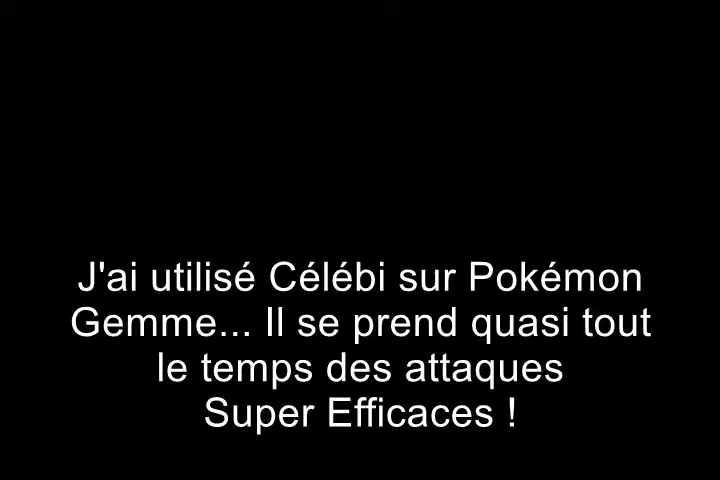 J'ai utilisé Célébi sur Pokémon
Gemme... Il se prend quasi tout
le temps des attaques
Super Efficaces !